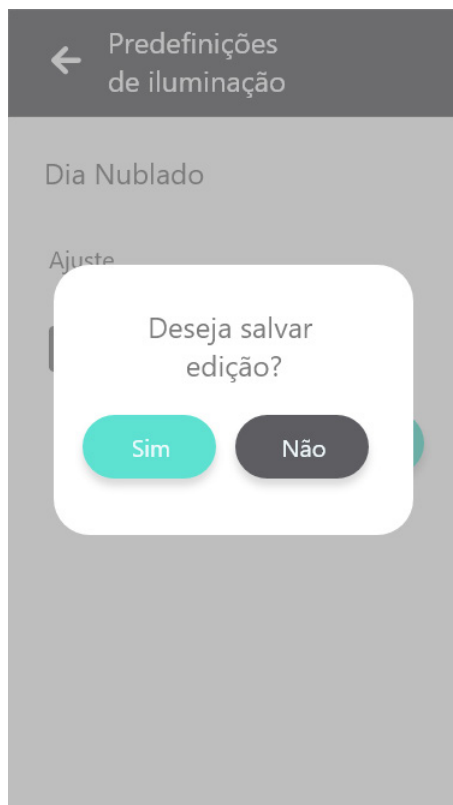 Predefinições
de iluminação
Dia Nublado
Ajuste
Deseja salvar
edição?
Sim
Não